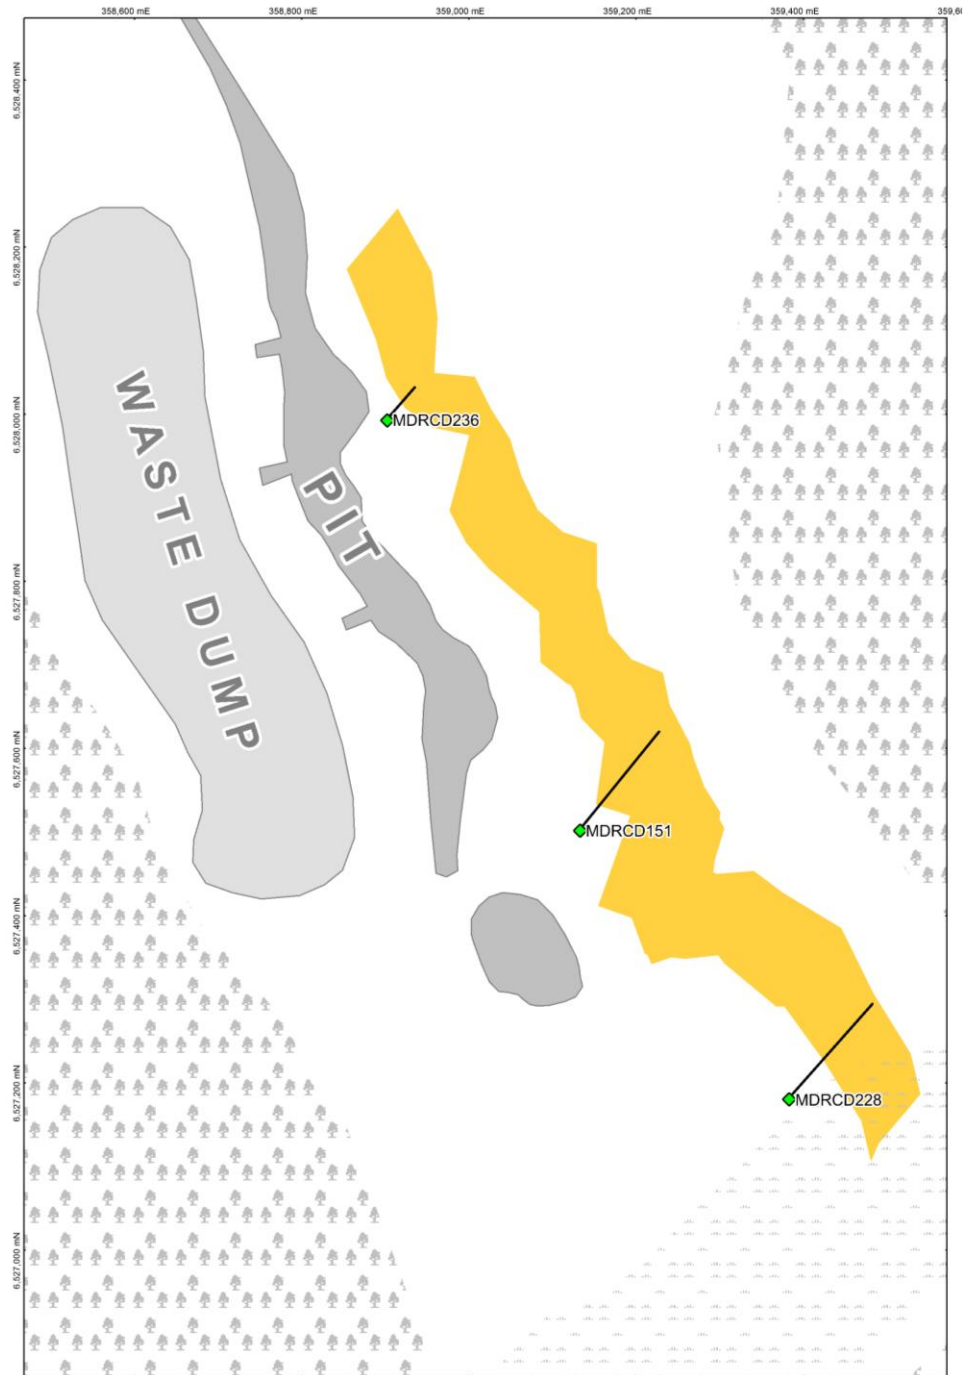 358,600 mE
358,800 mE
359,000 mE
359,200 mE
359,400 mE
359,6
6,528,400 mN
6,528,200 mN
6,528,000 mN
6,527,800 mN
6,527,600 mN
6,527,400 mN
6,527,200 mN
6,527,000 mN
WASTE DUMP
PIT
MDRCD236
MDRCD151
MDRCD228